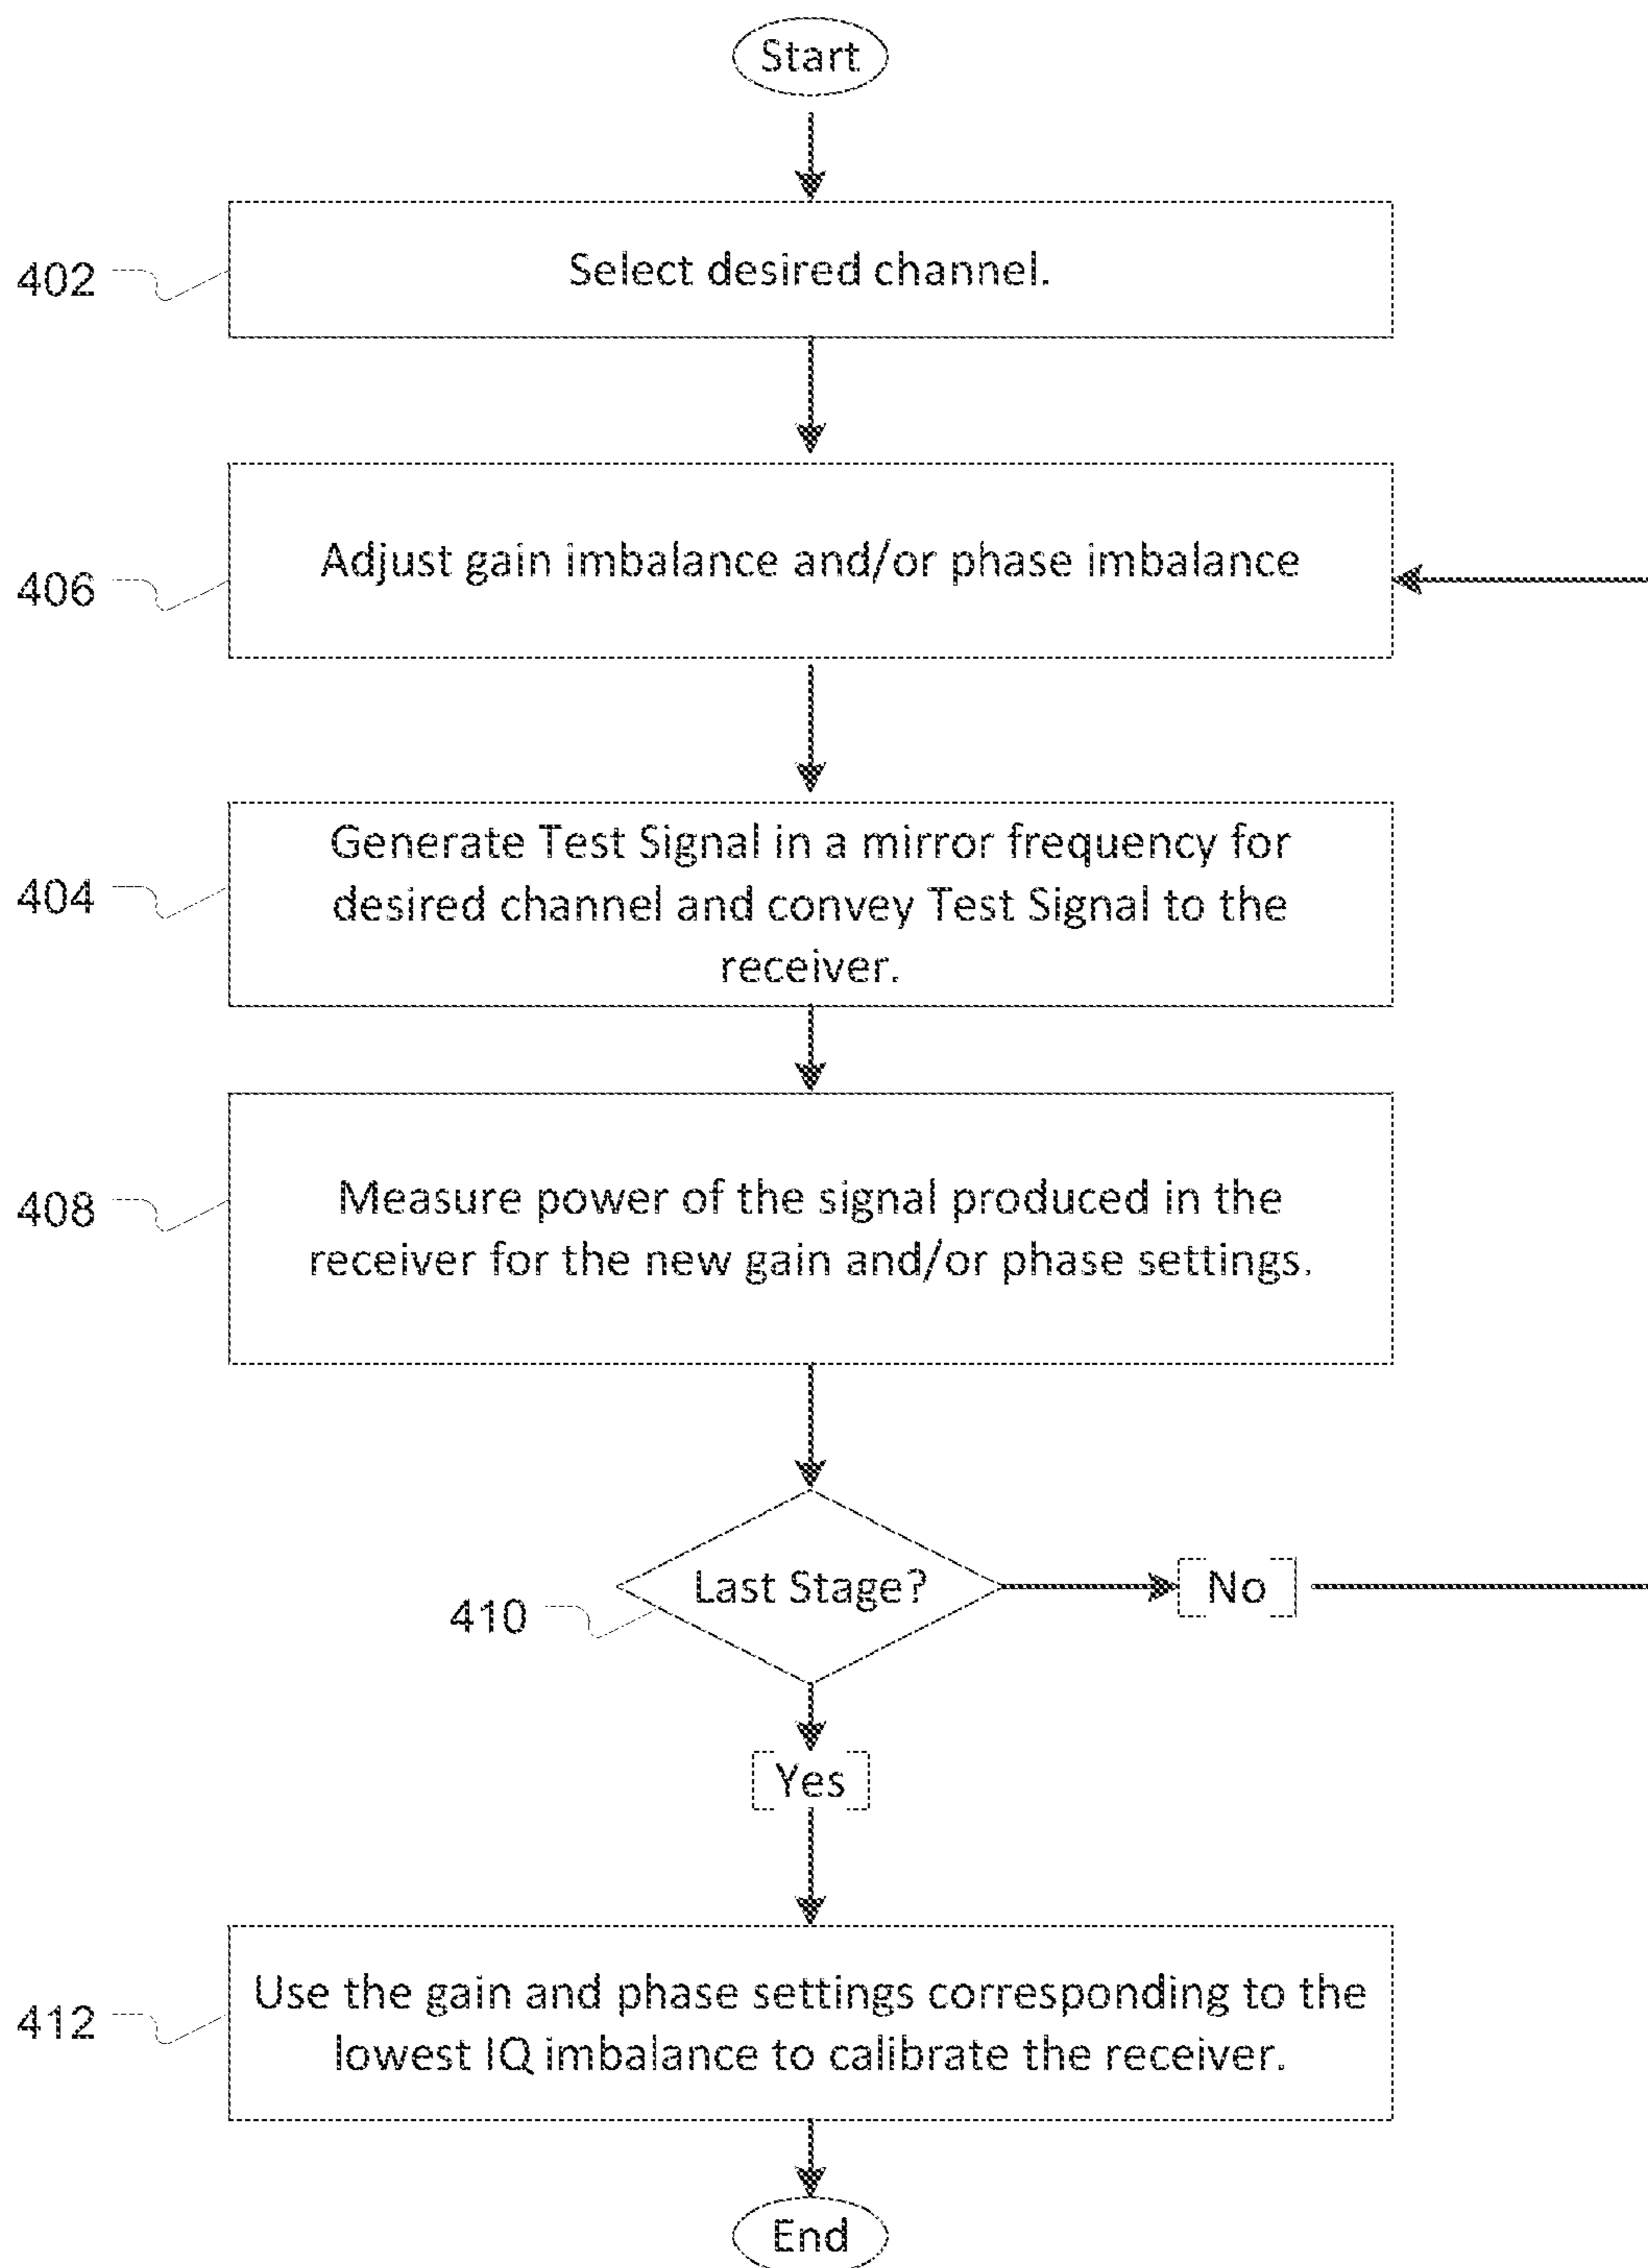 Start
402
Select desired channel.
406
Adjust gain imbalance and/or phase imbalance
404
Generate Test Signal in a mirror frequency for
desired channel and convey Test Signal to the
receiver.
408
Measure power of the signal produced in the
receiver for the new gain and/or phase settings.
410
Last Stage?
No
Yes
412
Use the gain and phase settings corresponding to the
lowest IQ imbalance to calibrate the receiver.
End